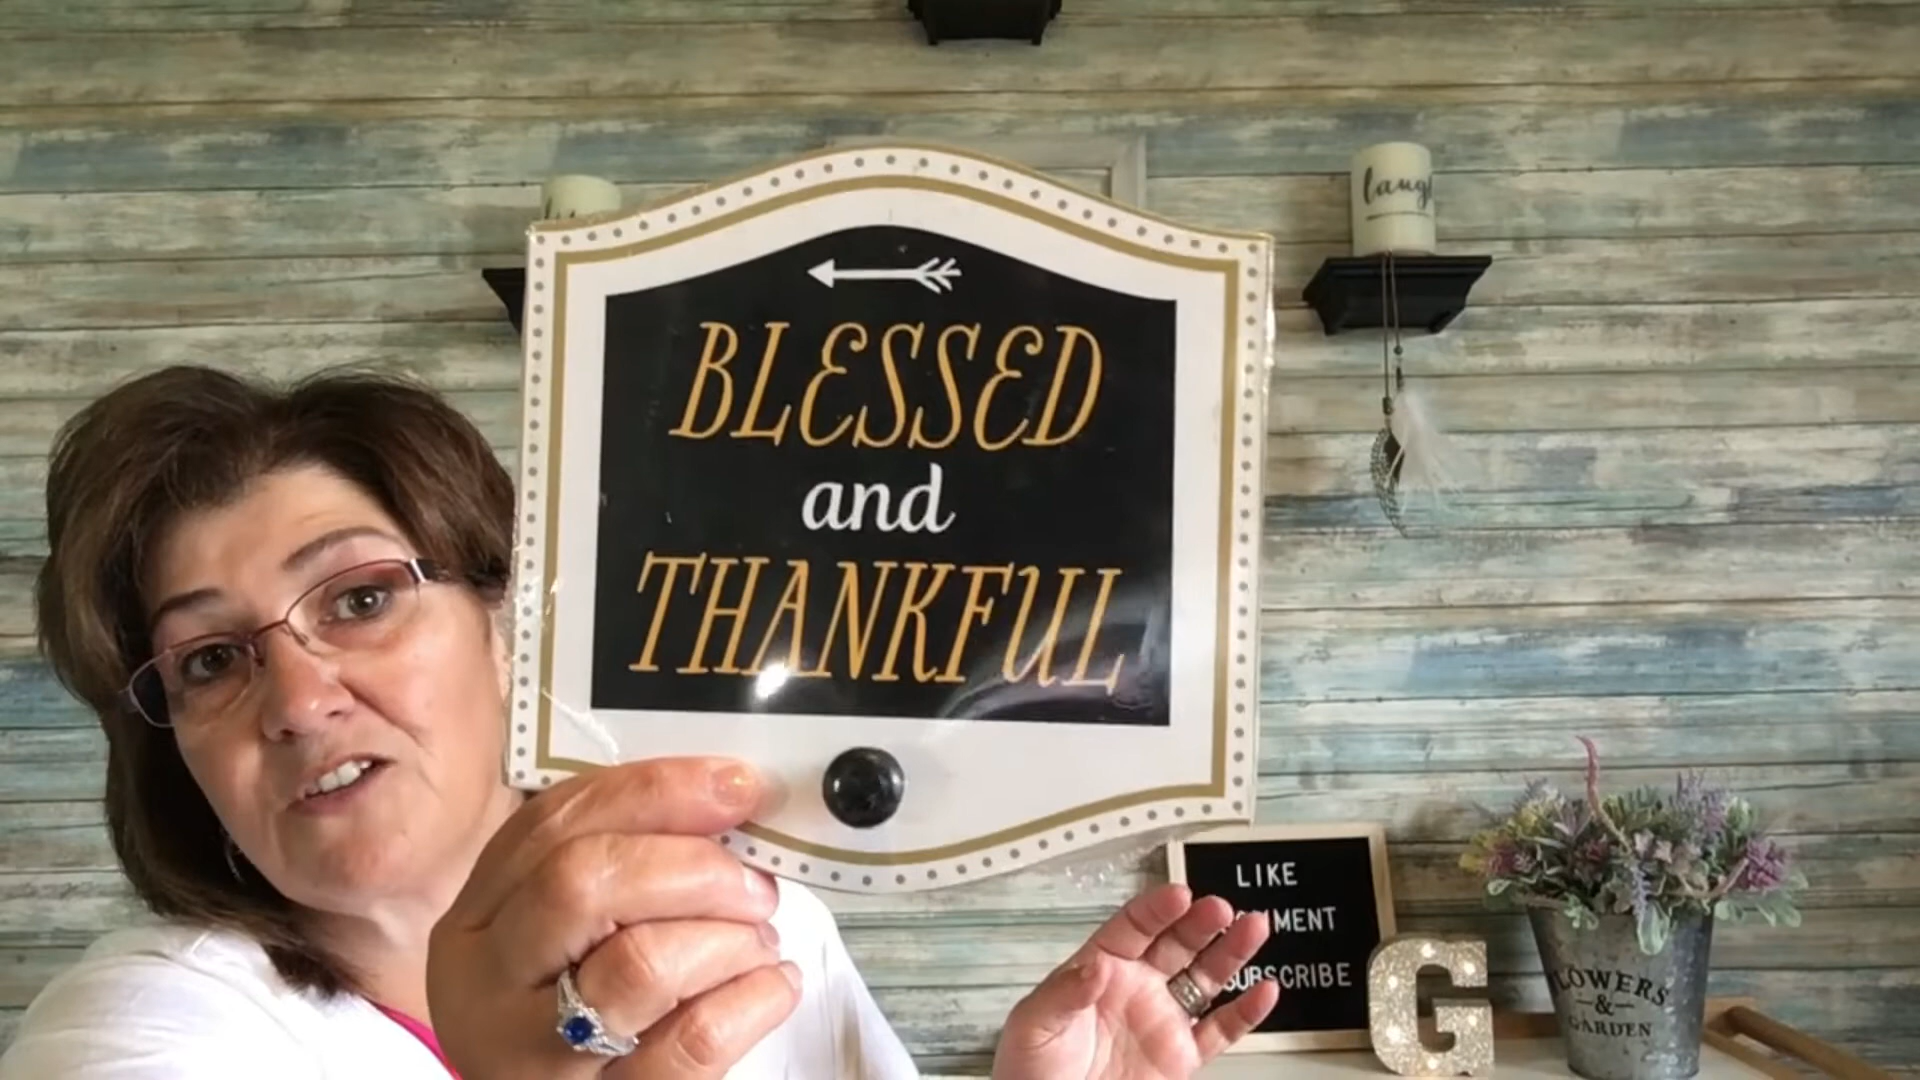 BLESSED
and
THANKFUL
LIKE
SUBSCRIBE
G
FLOWERS
&
GARDEN